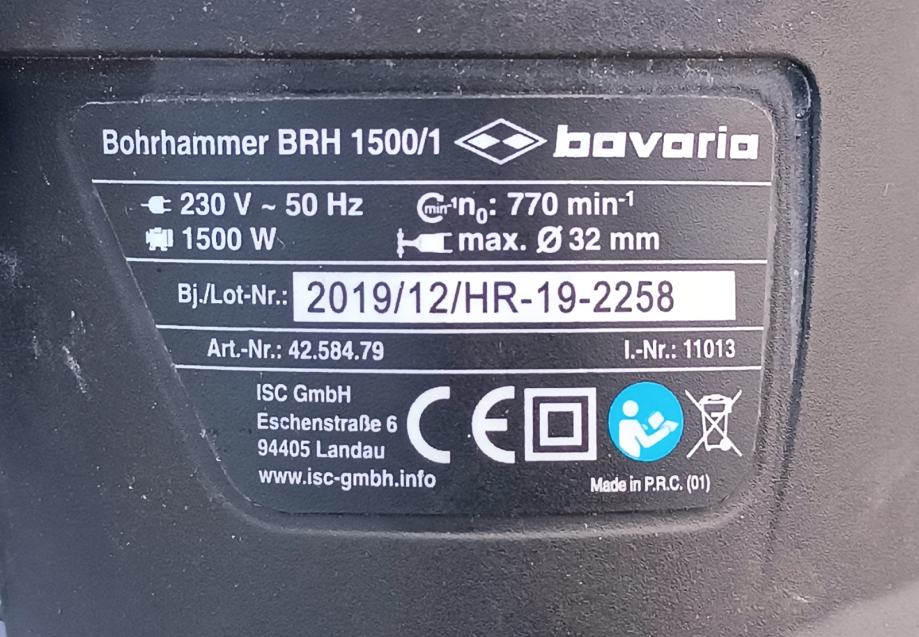 Bohrhammer BRH 1500/1 bavaria
230 V ~ 50 Hz min-¹ n₀: 770 min-¹
1500 W max. Ø 32 mm
Bj./Lot-Nr.: 2019/12/HR-19-2258
Art.-Nr.: 42.584.79 I.-Nr.: 11013
ISC GmbH
Eschenstraße 6
94405 Landau
www.isc-gmbh.info
CE
Made in P.R.C. (01)